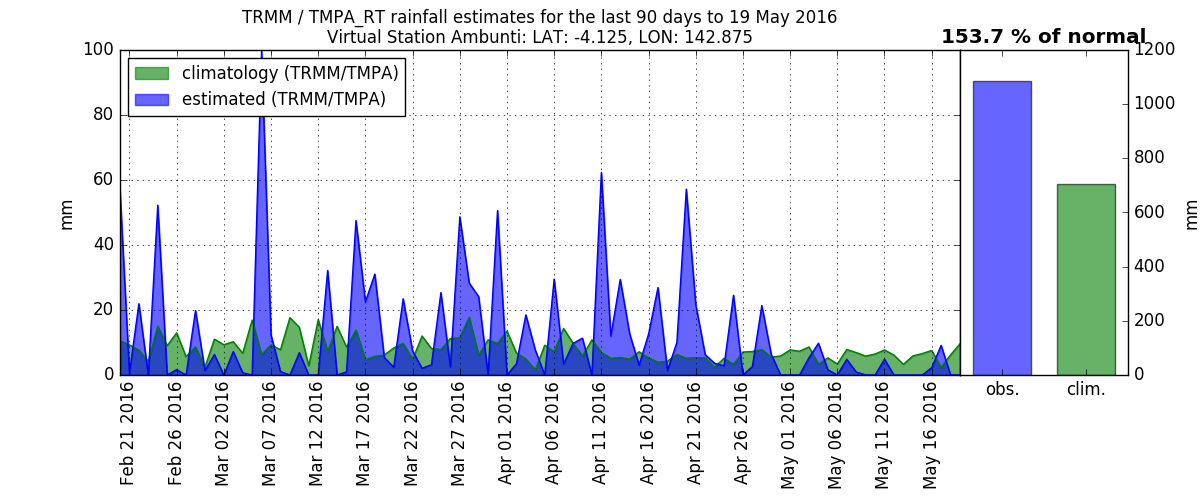 TRMM / TMPA_RT rainfall estimates for the last 90 days to 19 May 2016
Virtual Station Ambunti: LAT: -4.125, LON: 142.875
153.7 % of normal
climatology (TRMM/TMPA)
estimated (TRMM/TMPA)
100
80
60
40
20
0
mm
Feb 21 2016
Feb 26 2016
Mar 02 2016
Mar 07 2016
Mar 12 2016
Mar 17 2016
Mar 22 2016
Mar 27 2016
Apr 01 2016
Apr 06 2016
Apr 11 2016
Apr 16 2016
Apr 21 2016
Apr 26 2016
May 01 2016
May 06 2016
May 11 2016
May 16 2016
1200
1000
800
600
400
200
0
mm
obs.
clim.